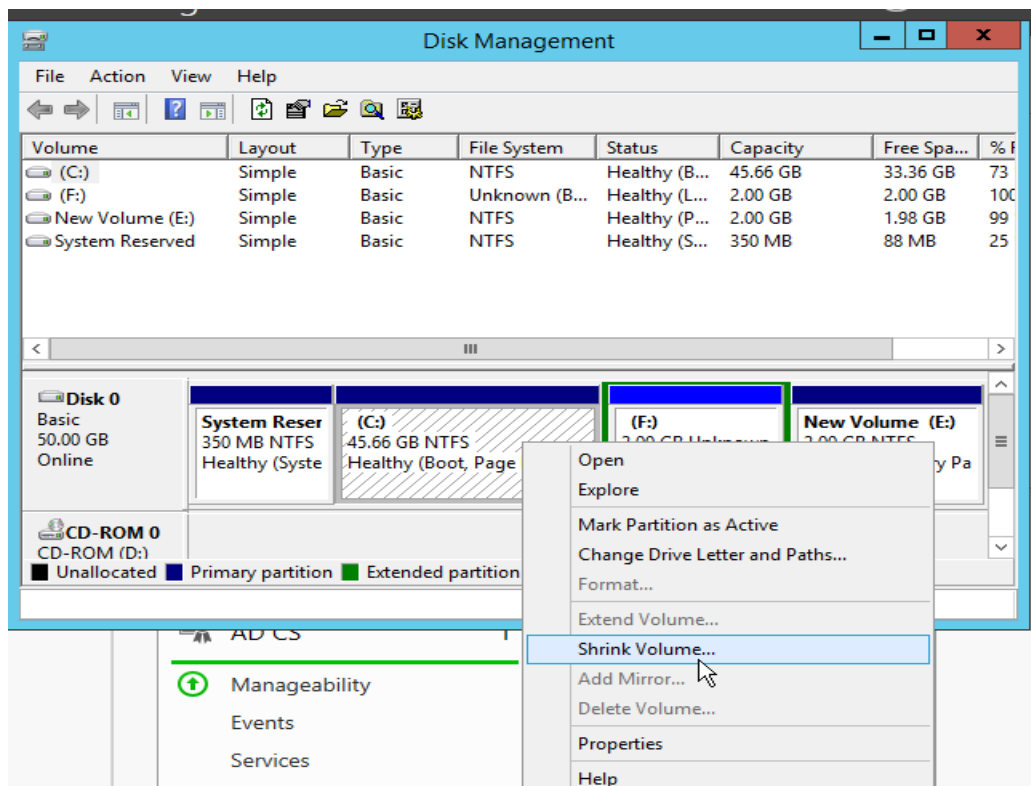 Disk Management
File Action View Help
Volume Layout Type File System Status Capacity Free Spa... %
(C:) Simple Basic NTFS Healthy (B... 45.66 GB 33.36 GB 73
(F:) Simple Basic Unknown (B... Healthy (L... 2.00 GB 2.00 GB 100
New Volume (E:) Simple Basic NTFS Healthy (P... 2.00 GB 1.98 GB 99
System Reserved Simple Basic NTFS Healthy (S... 350 MB 88 MB 25
Disk 0
Basic
50.00 GB
Online
System Reser
350 MB NTFS
Healthy (Syste
(C:)
45.66 GB NTFS
Healthy (Boot, Page
(F:)
New Volume (E:)
y Pa
CD-ROM 0
CD-ROM (D:)
Unallocated Primary partition Extended partition
Open
Explore
Mark Partition as Active
Change Drive Letter and Paths...
Format...
Extend Volume...
Shrink Volume...
Add Mirror...
Delete Volume...
Properties
Help
AD CS 1
Manageability
Events
Services